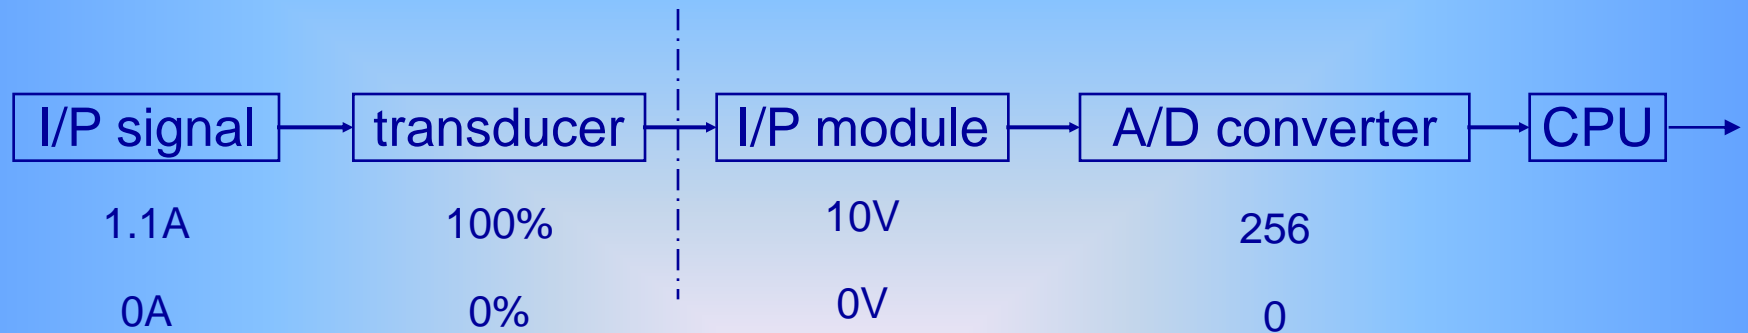 I/P signal transducer I/P module A/D converter CPU
1.1A 100% 10V 256
0A 0% 0V 0